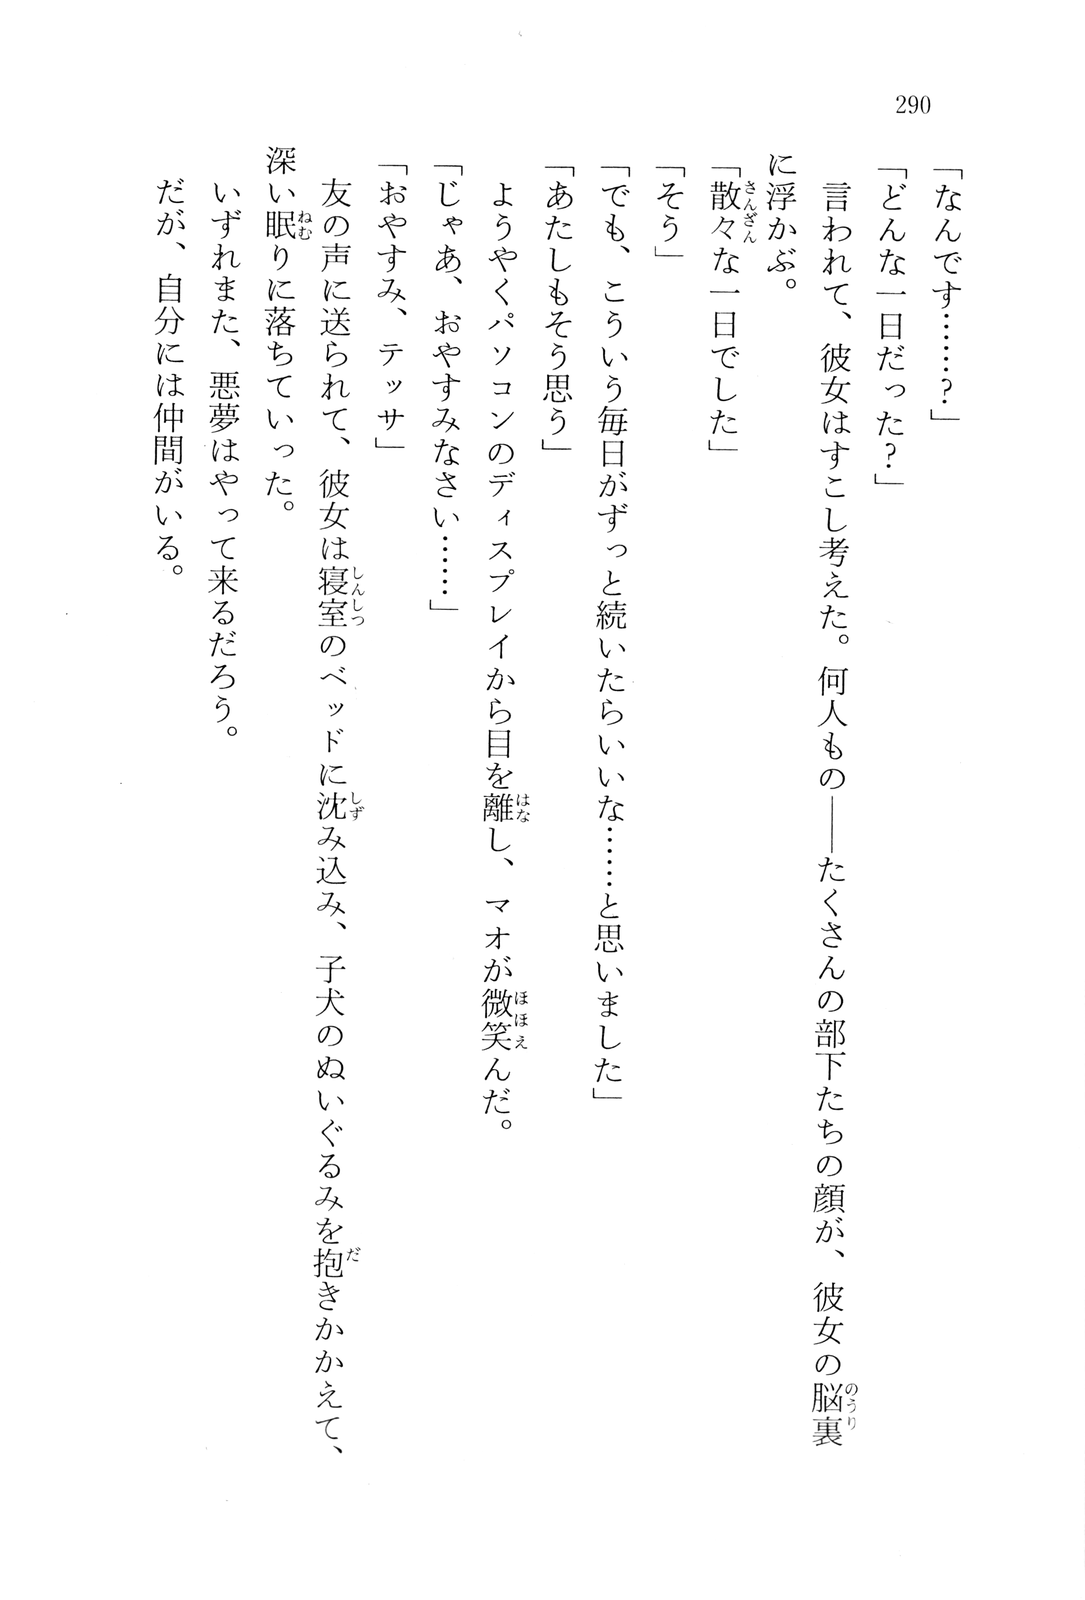 290
「なんです……？」
「どんな一日だった？」
　言われて、彼女はすこし考えた。何人もの――たくさんの部下たちの顔が、彼女の脳裏
に浮かぶ。
「散々な一日でした」
「そう」
「でも、こういう毎日がずっと続いたらいいな……と思いました」
「あたしもそう思う」
　ようやくパソコンのディスプレイから目を離し、マオが微笑んだ。
「じゃあ、おやすみなさい……」
「おやすみ、テッサ」
　友の声に送られて、彼女は寝室のベッドに沈み込み、子犬のぬいぐるみを抱きかかえて、
深い眠りに落ちていった。
　いずれまた、悪夢はやって来るだろう。
　だが、自分には仲間がいる。